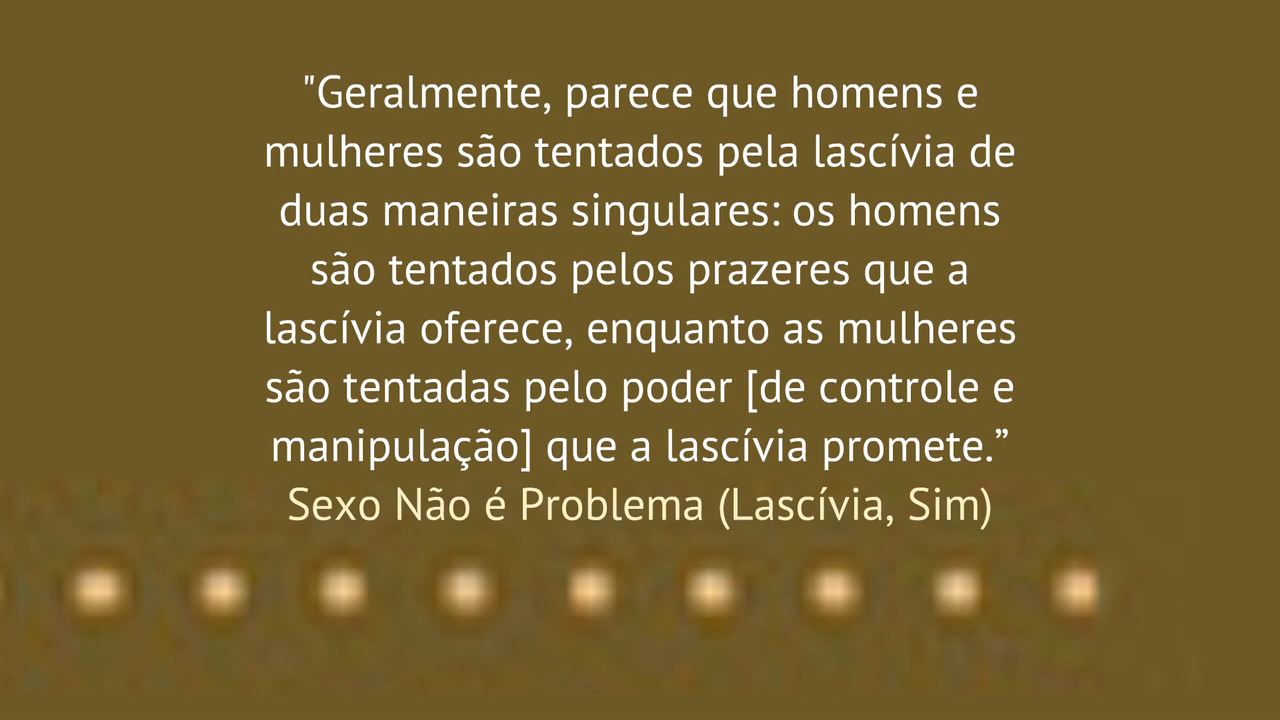 "Geralmente, parece que homens e
mulheres são tentados pela lascívia de
duas maneiras singulares: os homens
são tentados pelos prazeres que a
lascívia oferece, enquanto as mulheres
são tentadas pelo poder [de controle e
manipulação] que a lascívia promete.”
Sexo Não é Problema (Lascívia, Sim)